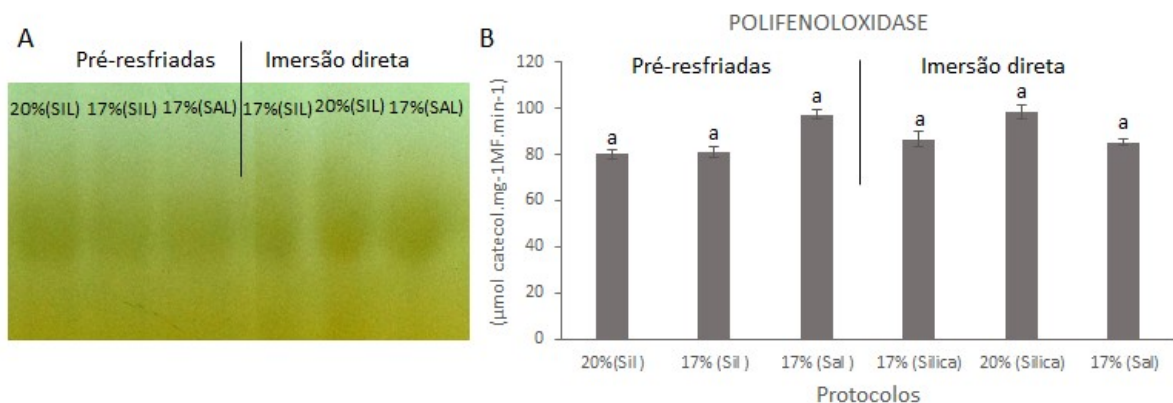 A
Pré-resfriadas Imersão direta
20%(SIL) 17%(SIL) 17%(SAL) 17%(SIL) 20%(SIL) 17%(SAL)
B
POLIFENOLOXIDASE
Pré-resfriadas Imersão direta
(µmol catecol.mg-1MF.min-1)
120
100
80
60
40
20
0
a a a a a a
20%(Sil ) 17% (Sil ) 17% (Sal ) 17% (Silica) 20% (Silica) 17% (Sal)
Protocolos